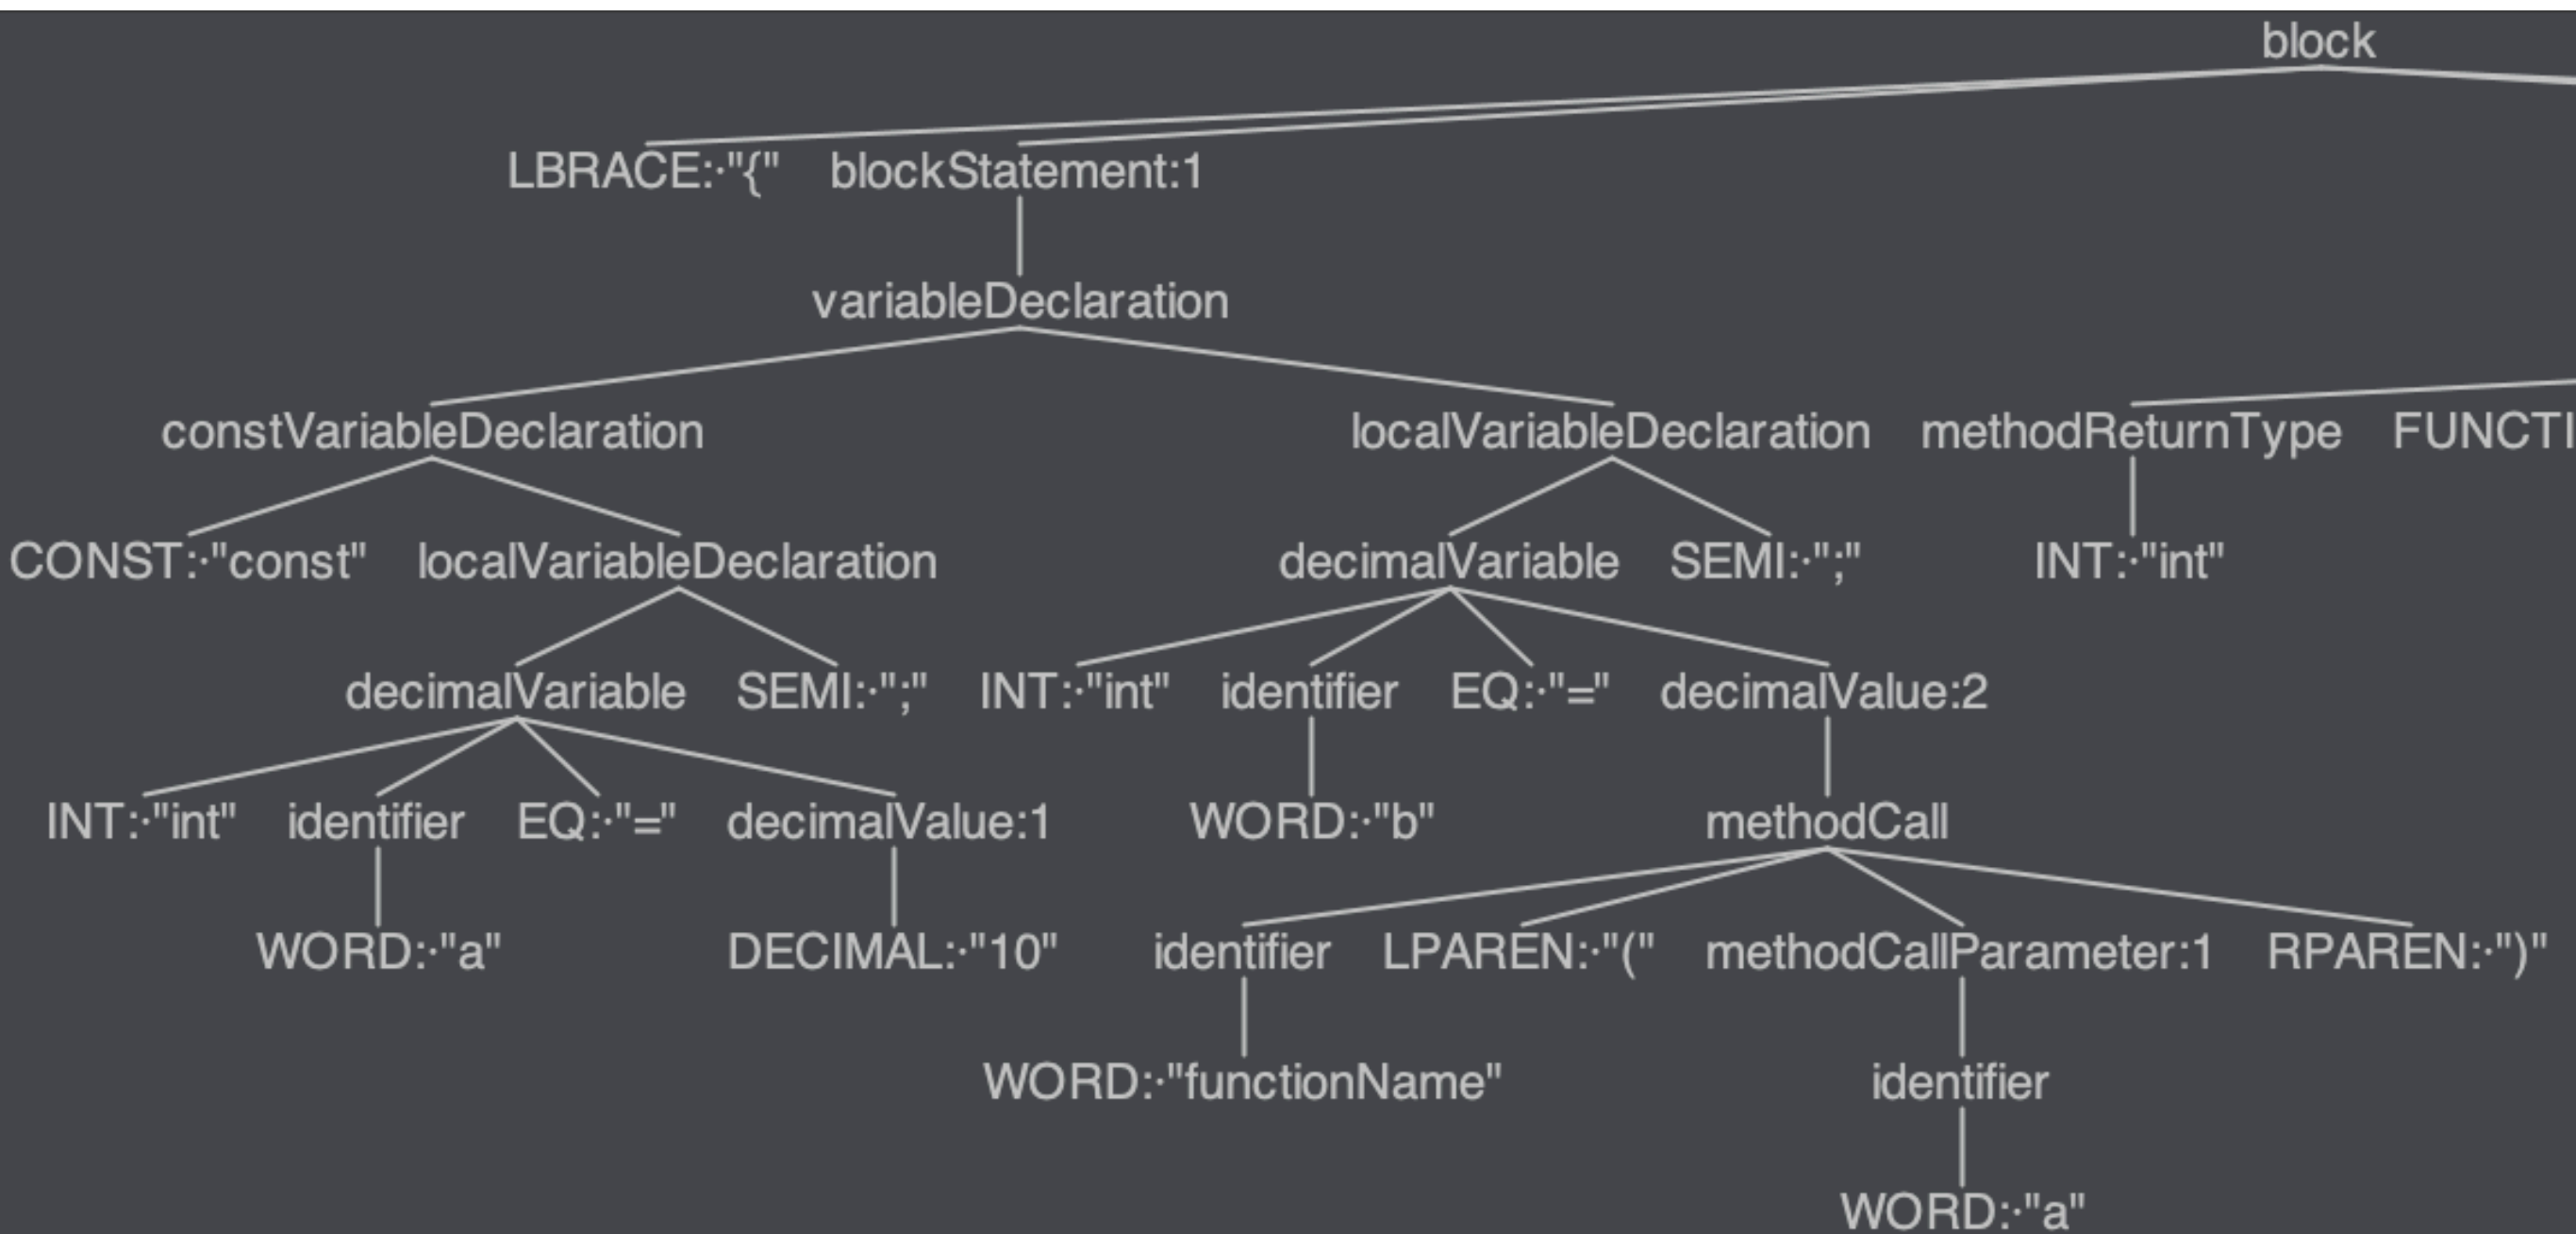 block
LBRACE:·"{" blockStatement:1
variableDeclaration
constVariableDeclaration localVariableDeclaration methodReturnType FUNCTI
CONST:·"const" localVariableDeclaration decimalVariable SEMI:·";" INT:·"int"
decimalVariable SEMI:·";" INT:·"int" identifier EQ:·"=" decimalValue:2
INT:·"int" identifier EQ:·"=" decimalValue:1 WORD:·"b" methodCall
WORD:·"a" DECIMAL:·"10" identifier LPAREN:·"(" methodCallParameter:1 RPAREN:·")"
WORD:·"functionName" identifier
WORD:·"a"